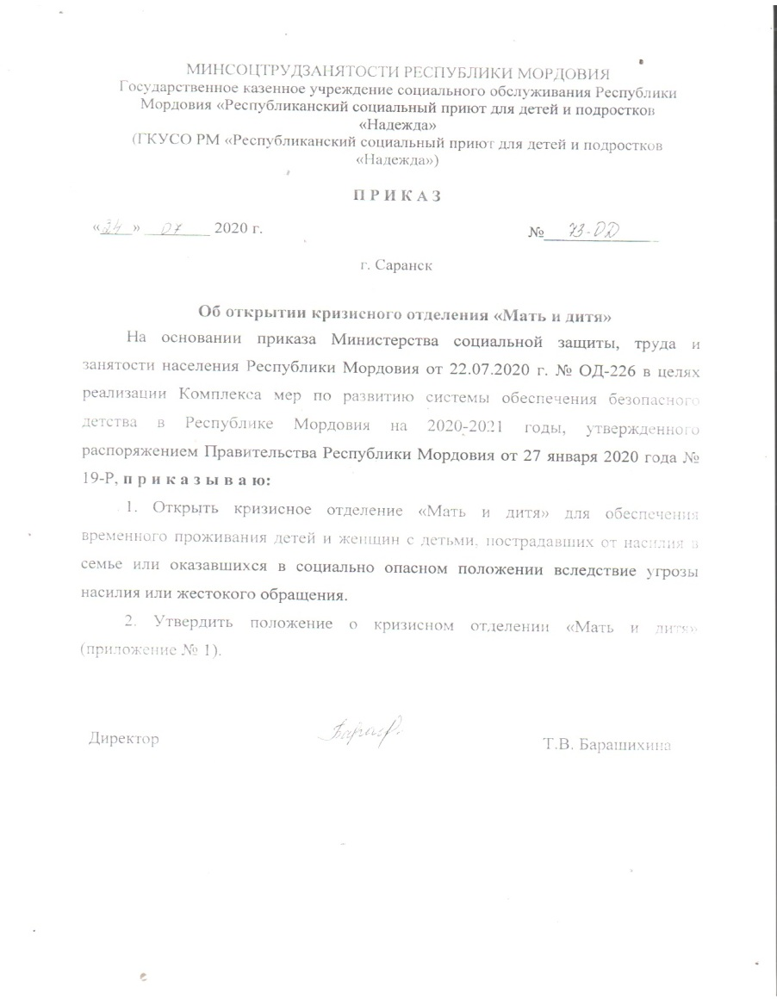 МИНСОЦТРУДЗАНЯТОСТИ РЕСПУБЛИКИ МОРДОВИЯ
Государственное казенное учреждение социального обслуживания Республики
Мордовия «Республиканский социальный приют для детей и подростков
«Надежда»
(ГКУСО РМ «Республиканский социальный приют для детей и подростков
«Надежда»)
П Р И К А З
«24» 07 2020 г. № 73-ОД
г. Саранск
Об открытии кризисного отделения «Мать и дитя»
На основании приказа Министерства социальной защиты, труда и
занятости населения Республики Мордовия от 22.07.2020 г. № ОД-226 в целях
реализации Комплекса мер по развитию системы обеспечения безопасного
детства в Республике Мордовия на 2020-2021 годы, утвержденного
распоряжением Правительства Республики Мордовия от 27 января 2020 года №
19-Р, п р и к а з ы в а ю:
1. Открыть кризисное отделение «Мать и дитя» для обеспечения
временного проживания детей и женщин с детьми, пострадавших от насилия в
семье или оказавшихся в социально опасном положении вследствие угрозы
насилия или жестокого обращения.
2. Утвердить положение о кризисном отделении «Мать и дитя»
(приложение № 1).
Директор Т.В. Барашихина